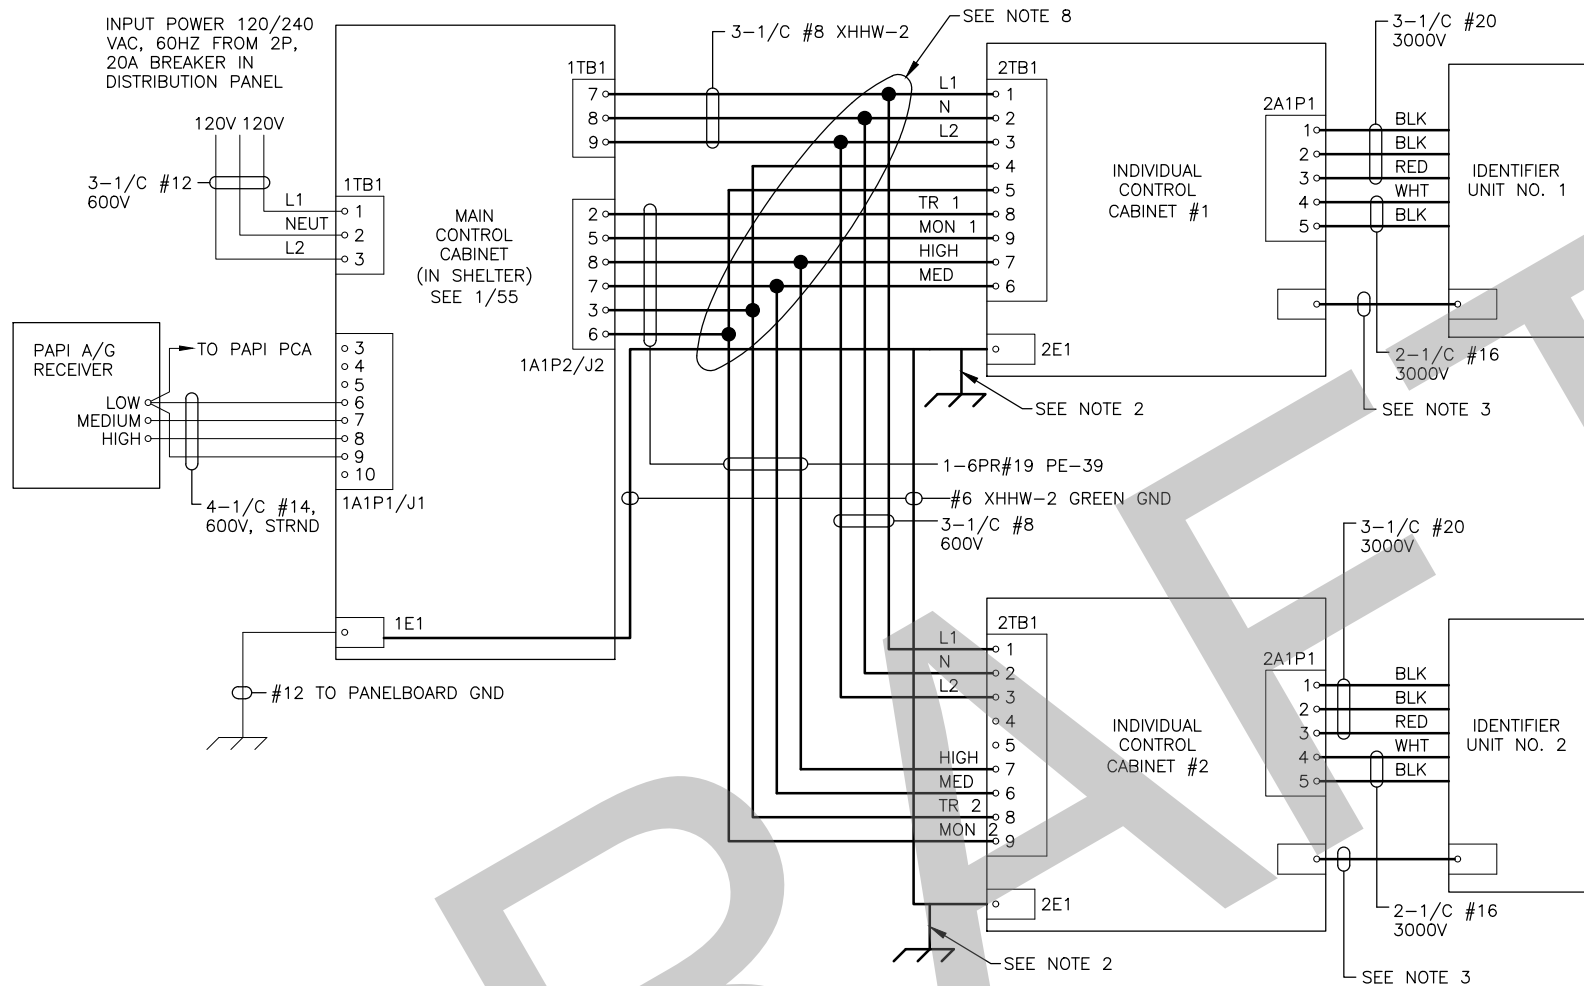 INPUT POWER 120/240
VAC, 60HZ FROM 2P,
20A BREAKER IN
DISTRIBUTION PANEL
120V 120V
3-1/C #12
600V
L1
NEUT
L2
1TB1
1
2
3
PAPI A/G
RECEIVER
TO PAPI PCA
LOW
MEDIUM
HIGH
3
4
5
6
7
8
9
10
1A1P1/J1
4-1/C #14,
600V, STRND
1E1
#12 TO PANELBOARD GND
MAIN
CONTROL
CABINET
(IN SHELTER)
SEE 1/55
1TB1
7
8
9
2
5
8
7
3
6
1A1P2/J2
3-1/C #8 XHHW-2
SEE NOTE 8
L1
N
L2
TR 1
MON 1
HIGH
MED
2TB1
1
2
3
4
5
8
9
7
6
2E1
SEE NOTE 2
INDIVIDUAL
CONTROL
CABINET #1
2A1P1
1
2
3
4
5
3-1/C #20
3000V
BLK
BLK
RED
WHT
BLK
IDENTIFIER
UNIT NO. 1
2-1/C #16
3000V
SEE NOTE 3
1-6PR#19 PE-39
#6 XHHW-2 GREEN GND
3-1/C #8
600V
L1
N
L2
HIGH
MED
TR 2
MON 2
2TB1
1
2
3
4
5
7
6
8
9
2E1
SEE NOTE 2
INDIVIDUAL
CONTROL
CABINET #2
2A1P1
1
2
3
4
5
3-1/C #20
3000V
BLK
BLK
RED
WHT
BLK
IDENTIFIER
UNIT NO. 2
2-1/C #16
3000V
SEE NOTE 3
RAFT